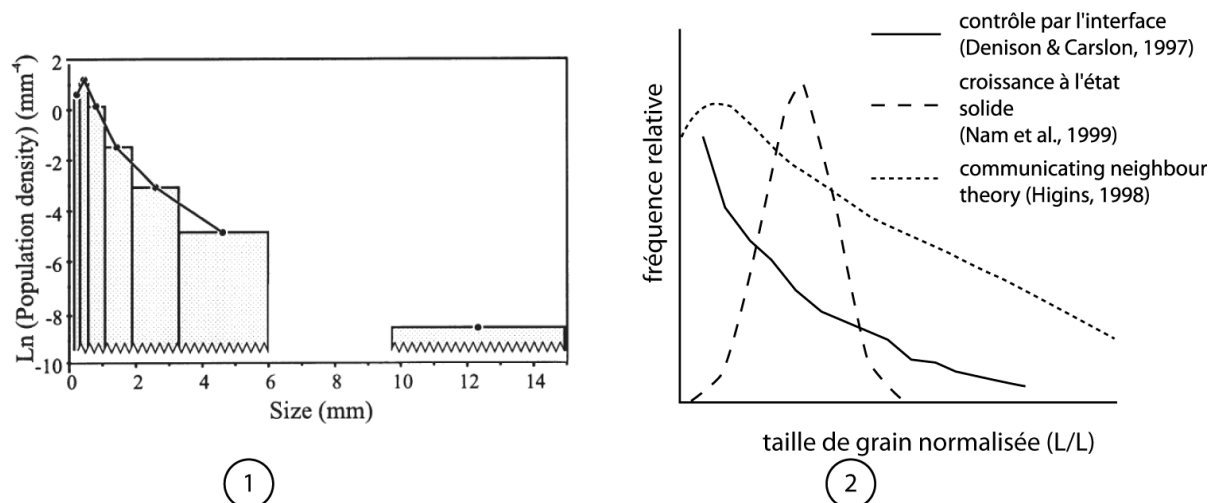 Ln (Population density) (mm⁻⁴)
2
0
-2
-4
-6
-8
-10
0 2 4 6 8 10 12 14
Size (mm)
1
contrôle par l'interface
(Denison & Carslon, 1997)
croissance à l'état
solide
(Nam et al., 1999)
communicating neighbour
theory (Higins, 1998)
fréquence relative
taille de grain normalisée (L/L)
2